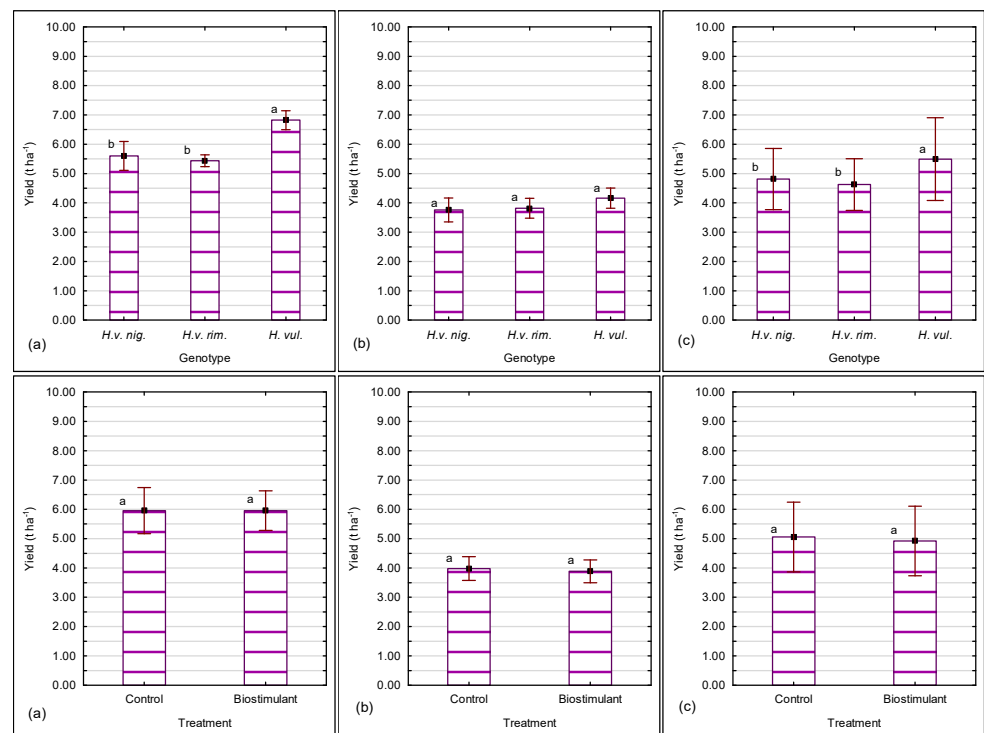 10.00
9.00
8.00
7.00
6.00
5.00
4.00
3.00
2.00
1.00
0.00
Yield (t ha-1)
b
b
a
H.v. nig. H.v. rim. H. vul.
(a)
Genotype
10.00
9.00
8.00
7.00
6.00
5.00
4.00
3.00
2.00
1.00
0.00
Yield (t ha-1)
a
a
a
H.v. nig. H.v. rim. H. vul.
(b)
Genotype
10.00
9.00
8.00
7.00
6.00
5.00
4.00
3.00
2.00
1.00
0.00
Yield (t ha-1)
b
b
a
H.v. nig. H.v. rim. H. vul.
(c)
Genotype
10.00
9.00
8.00
7.00
6.00
5.00
4.00
3.00
2.00
1.00
0.00
Yield (t ha-1)
a
a
Control Biostimulant
(a)
Treatment
10.00
9.00
8.00
7.00
6.00
5.00
4.00
3.00
2.00
1.00
0.00
Yield (t ha-1)
a
a
Control Biostimulant
(b)
Treatment
10.00
9.00
8.00
7.00
6.00
5.00
4.00
3.00
2.00
1.00
0.00
Yield (t ha-1)
a
a
Control Biostimulant
(c)
Treatment